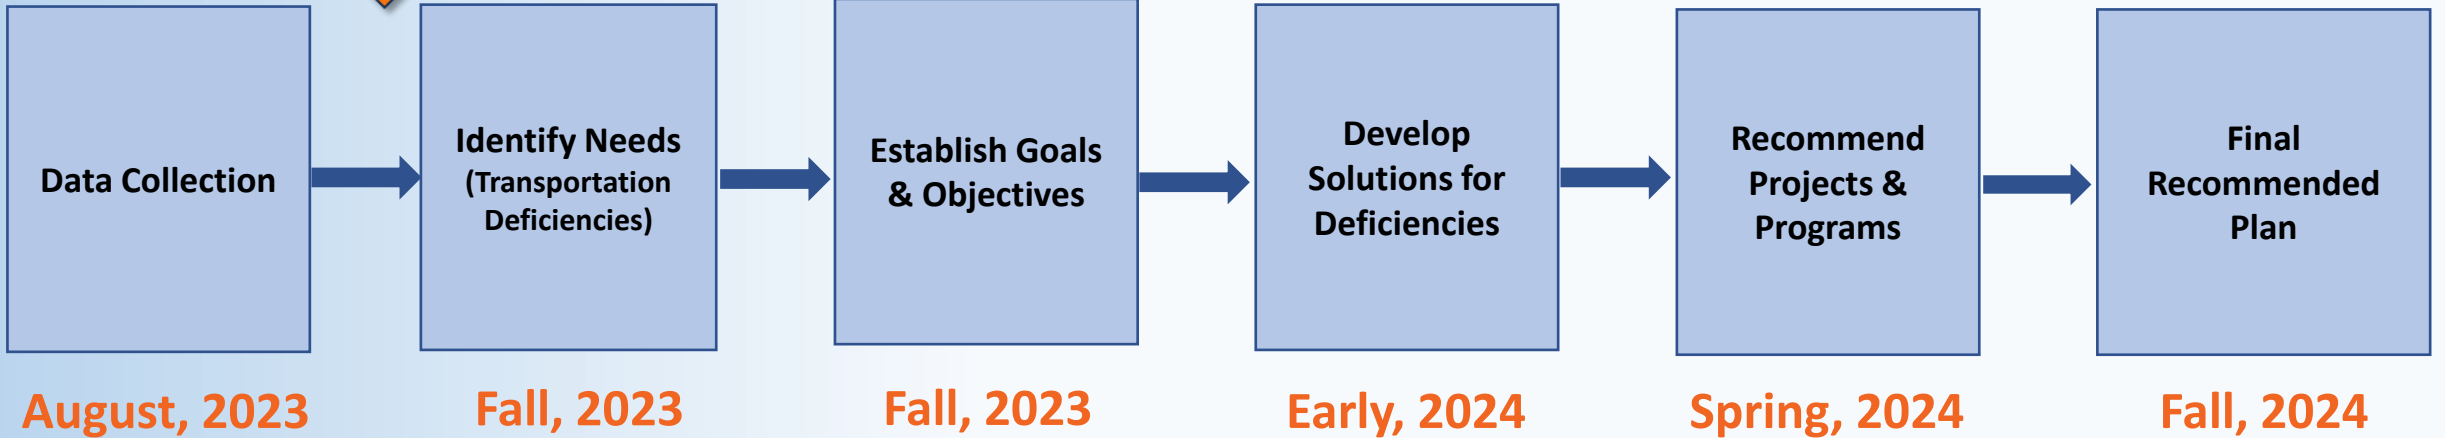 Data Collection
Identify Needs
(Transportation
Deficiencies)
Establish Goals
& Objectives
Develop
Solutions for
Deficiencies
Recommend
Projects &
Programs
Final
Recommended
Plan
August, 2023
Fall, 2023
Fall, 2023
Early, 2024
Spring, 2024
Fall, 2024